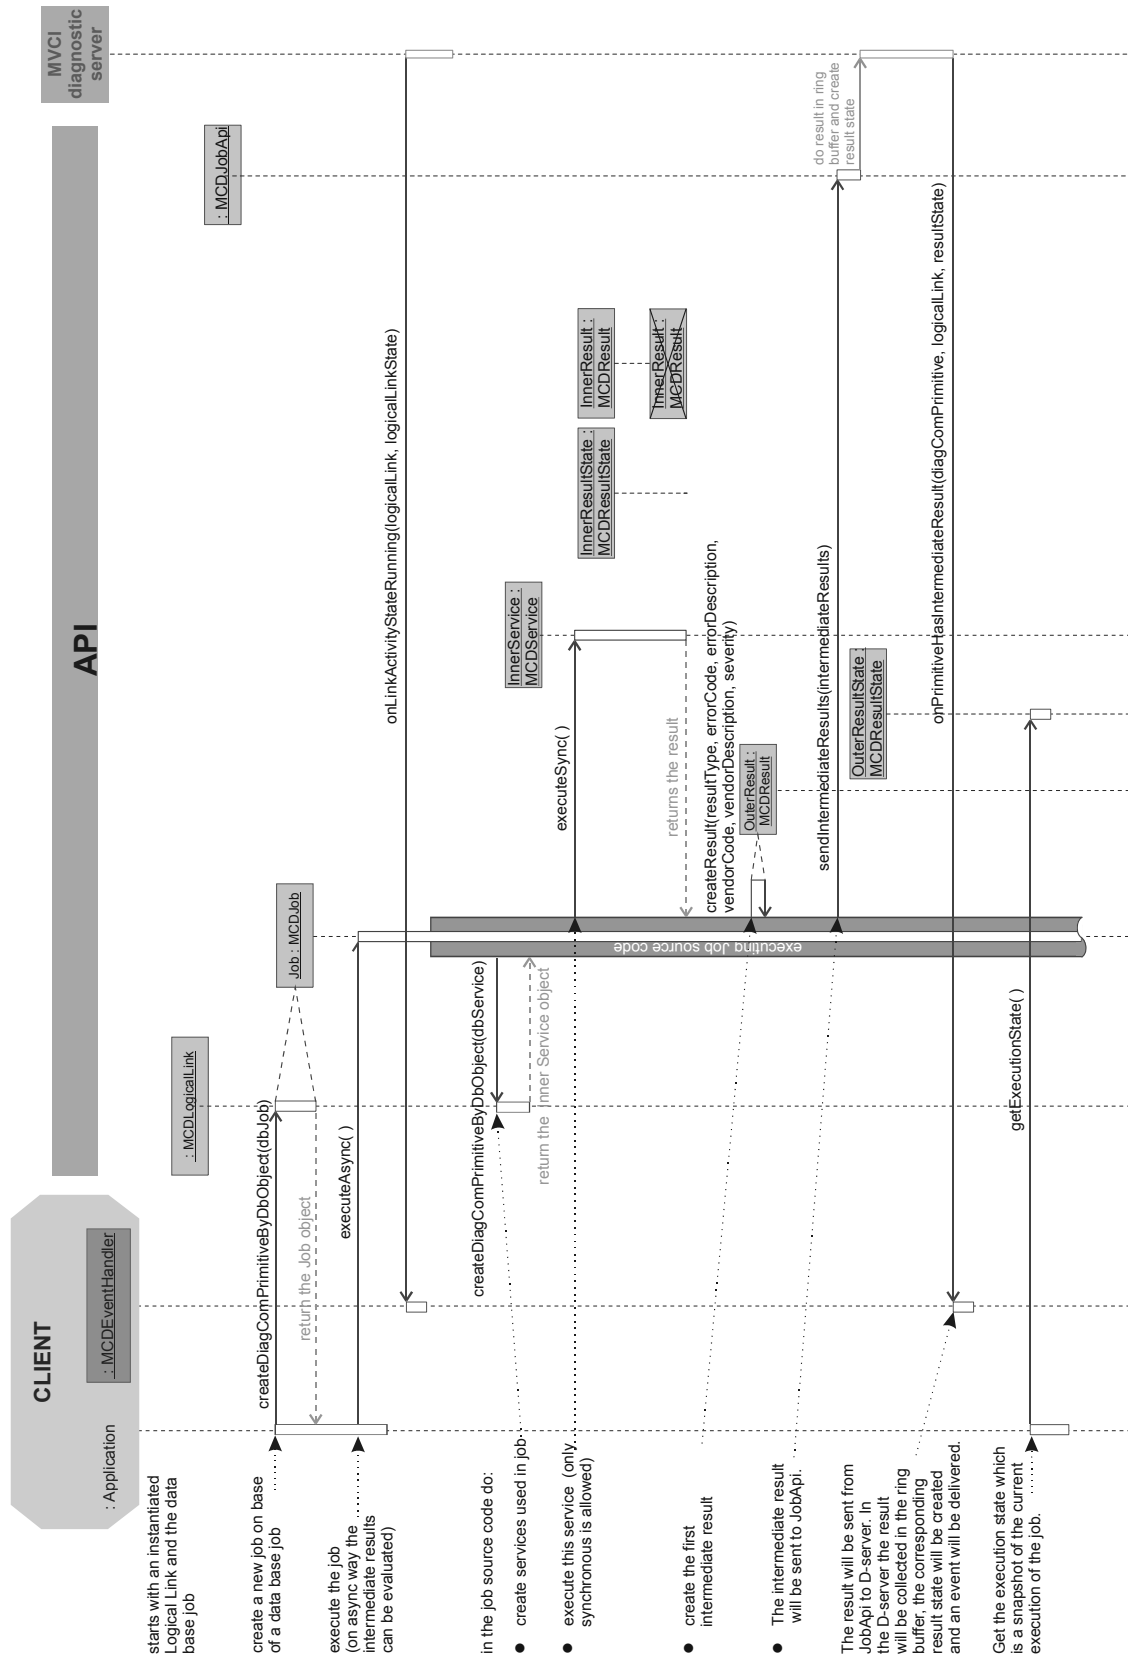 CLIENT
: Application
: MCDEventHandler
API
MVCI
diagnostic
server
: MCDLogicalLink
: MCDJobApi
starts with an instantiated
Logical Link and the data
base job
create a new job on base
of a data base job
createDiagComPrimitiveByDbObject(dbJob)
Job : MCDJob
return the Job object
execute the job
(on async way the
intermediate results
can be evaluated)
executeAsync( )
onLinkActivityStateRunning(logicalLink, logicalLinkState)
in the job source code do:
● create services used in job
createDiagComPrimitiveByDbObject(dbService)
return the Inner Service object
executing Job source code
InnerService :
MCDService
● execute this service (only
synchronous is allowed)
executeSync( )
InnerResultState :
MCDResultState
InnerResult :
MCDResult
InnerResult :
MCDResult
returns the result
● create the first
intermediate result
createResult(resultType, errorCode, errorDescription,
vendorCode, vendorDescription, severity)
OuterResult :
MCDResult
● The intermediate result
will be sent to JobApi.
sendIntermediateResults(intermediateResults)
do result in ring
buffer and create
result state
The result will be sent from
JobApi to D-server. In
the D-server the result
will be collected in the ring
buffer, the corresponding
result state will be created
and an event will be delivered.
OuterResultState :
MCDResultState
onPrimitiveHasIntermediateResult(diagComPrimitive, logicalLink, resultState)
Get the execution state which
is a snapshot of the current
execution of the job.
getExecutionState( )